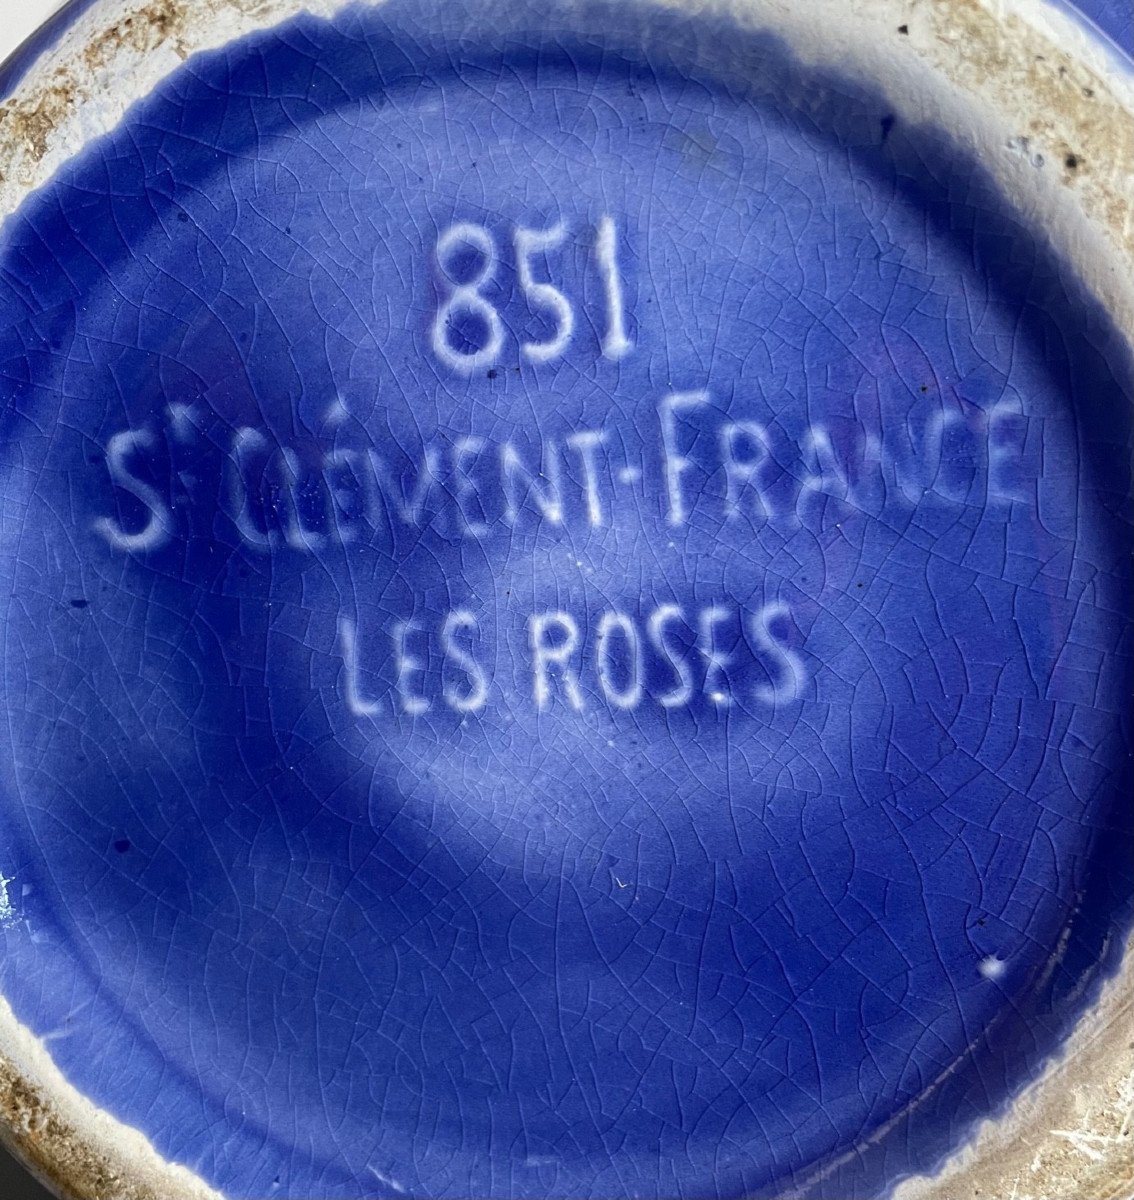 851
St CLÉMENT-FRANCE
LES ROSES